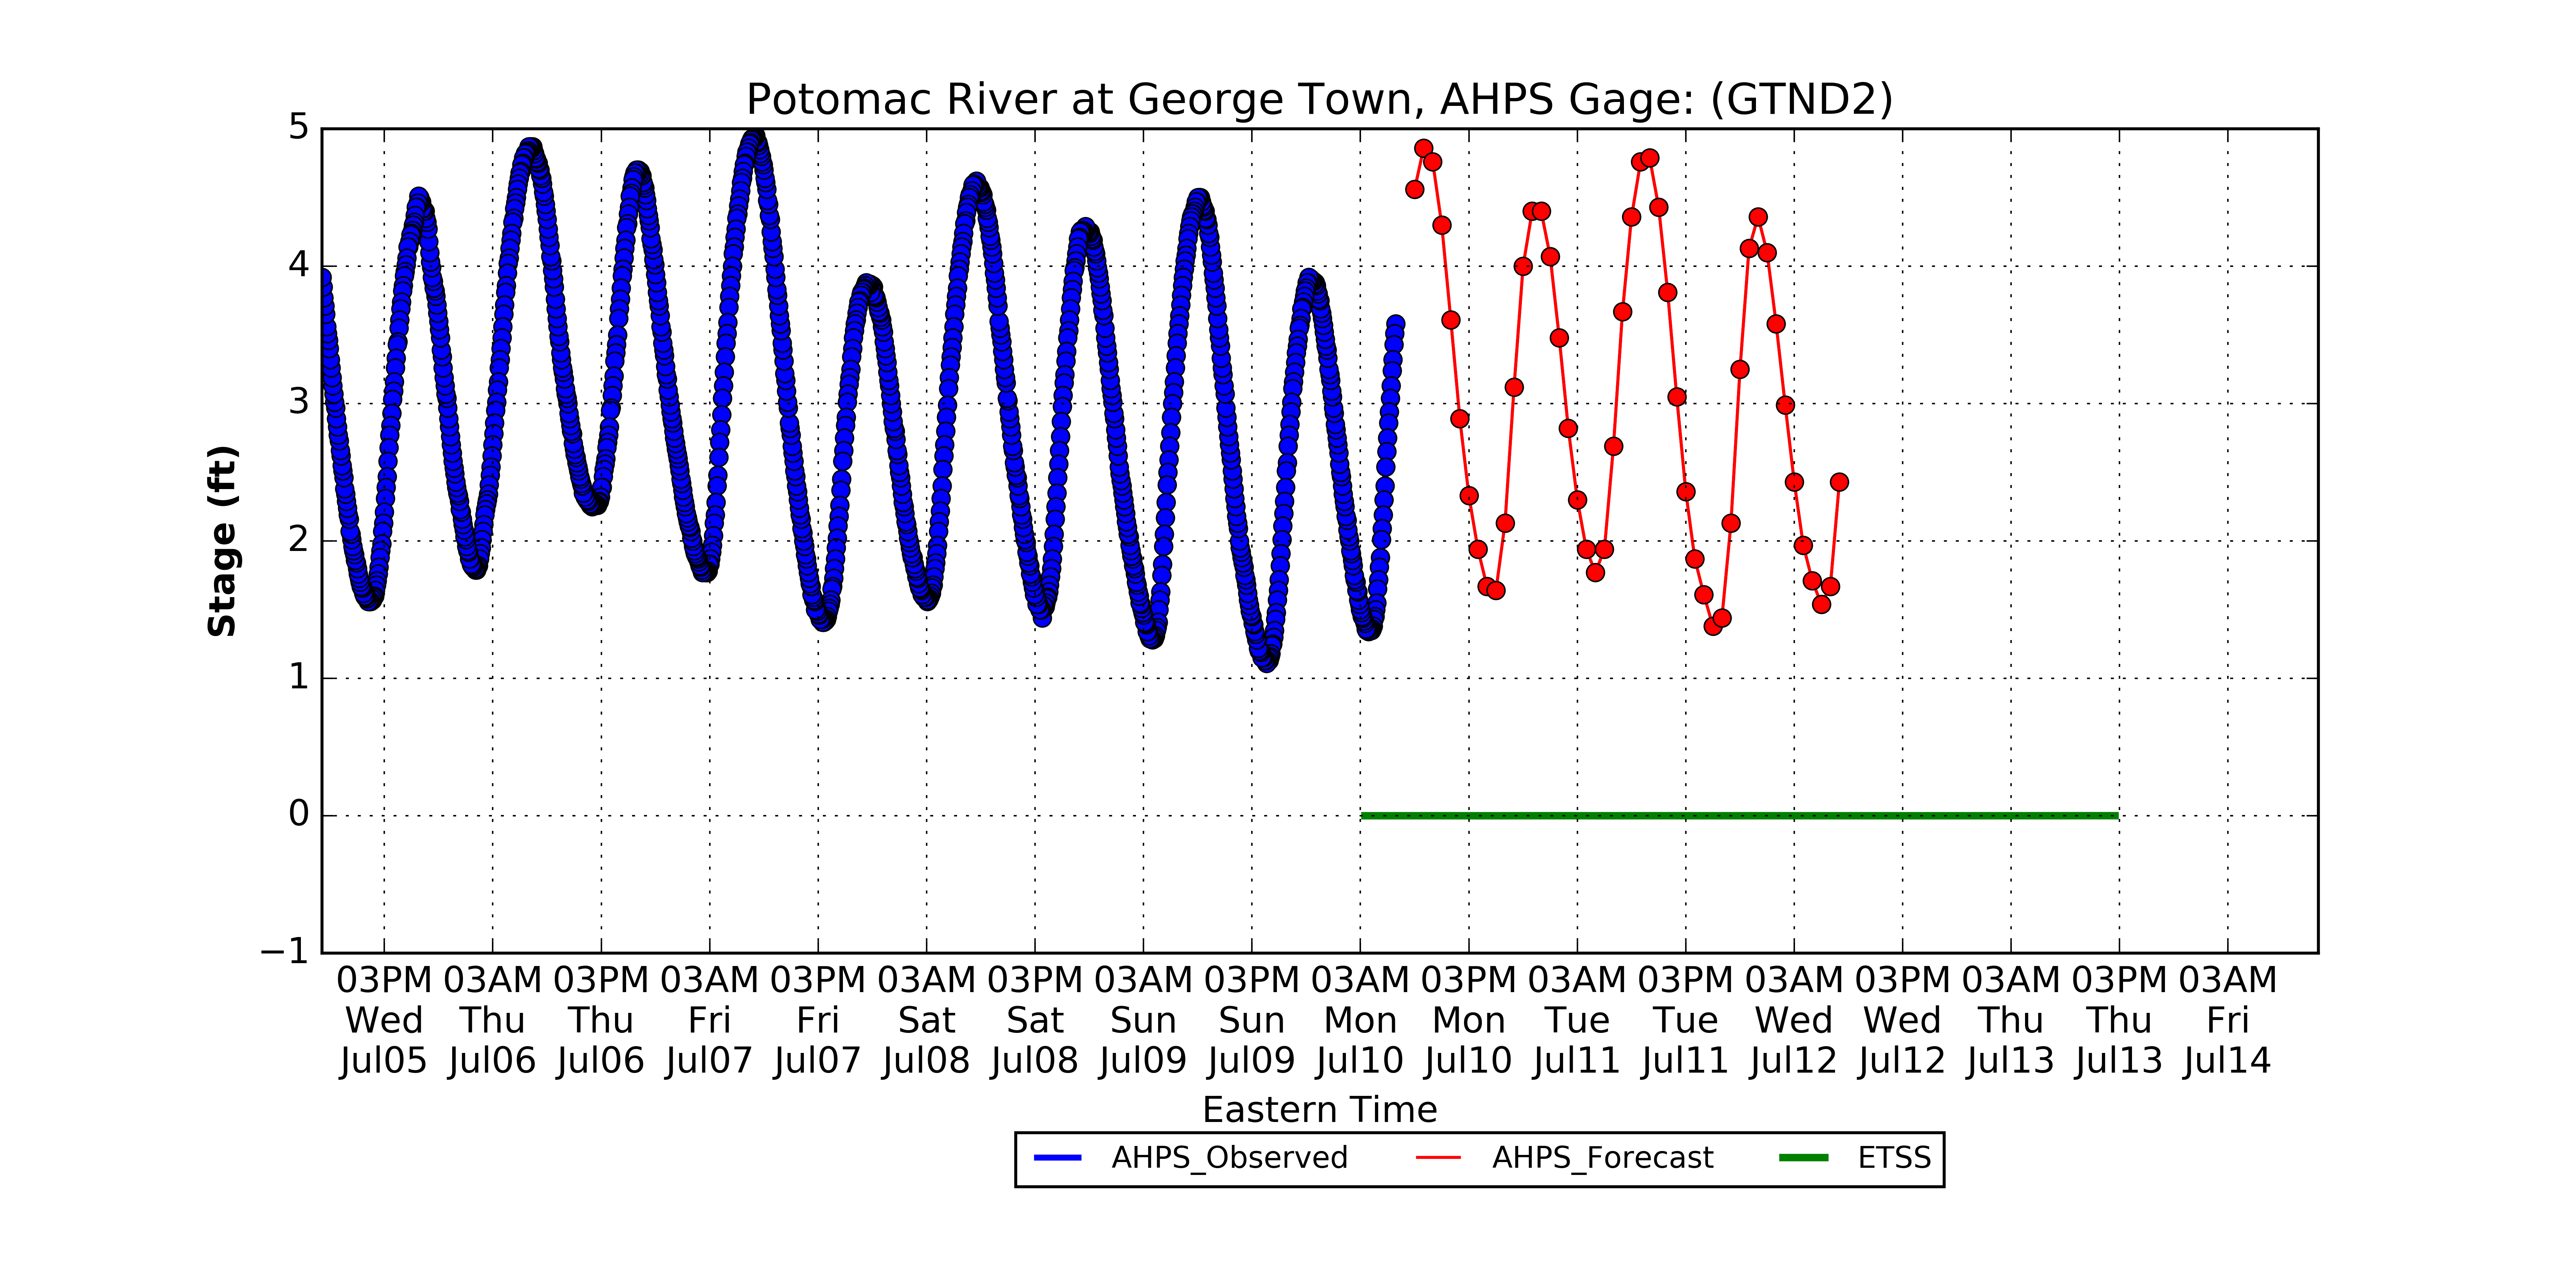 Potomac River at George Town, AHPS Gage: (GTND2)
Stage (ft)
5
4
3
2
1
0
−1
03PM 03AM 03PM 03AM 03PM 03AM 03PM 03AM 03PM 03AM 03PM 03AM 03PM 03AM 03PM 03AM 03PM 03AM
Wed Thu Thu Fri Fri Sat Sat Sun Sun Mon Mon Tue Tue Wed Wed Thu Thu Fri
Jul05 Jul06 Jul06 Jul07 Jul07 Jul08 Jul08 Jul09 Jul09 Jul10 Jul10 Jul11 Jul11 Jul12 Jul12 Jul13 Jul13 Jul14
Eastern Time
AHPS_Observed AHPS_Forecast ETSS